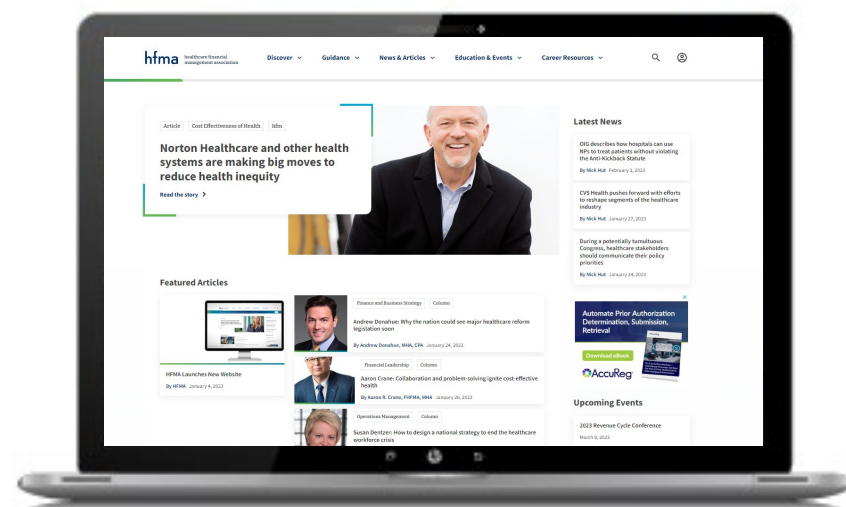 hfma healthcare financial
management association
Discover
Guidance
News & Articles
Education & Events
Career Resources
Article
Cost Effectiveness of Health
hfm
Norton Healthcare and other health
systems are making big moves to
reduce health inequity
Read the story
Latest News
OIG describes how hospitals can use
NPs to treat patients without violating
the Anti-Kickback Statute
By Nick Hut February 1, 2023
CVS Health pushes forward with efforts
to reshape segments of the healthcare
industry
By Nick Hut January 27, 2023
During a potentially tumultuous
Congress, healthcare stakeholders
should communicate their policy
priorities
By Nick Hut January 24, 2023
Featured Articles
HFMA Launches New Website
By HFMA January 4, 2023
Finance and Business Strategy
Column
Andrew Donahue: Why the nation could see major healthcare reform
legislation soon
By Andrew Donahue, MHA, CPA January 24, 2023
Financial Leadership
Column
Aaron Crane: Collaboration and problem-solving ignite cost-effective
health
By Aaron R. Crane, FHFMA, MHA January 26, 2023
Operations Management
Column
Susan Dentzer: How to design a national strategy to end the healthcare
workforce crisis
Automate Prior Authorization
Determination, Submission,
Retrieval
Download eBook
AccuReg
Upcoming Events
2023 Revenue Cycle Conference
March 8, 2023